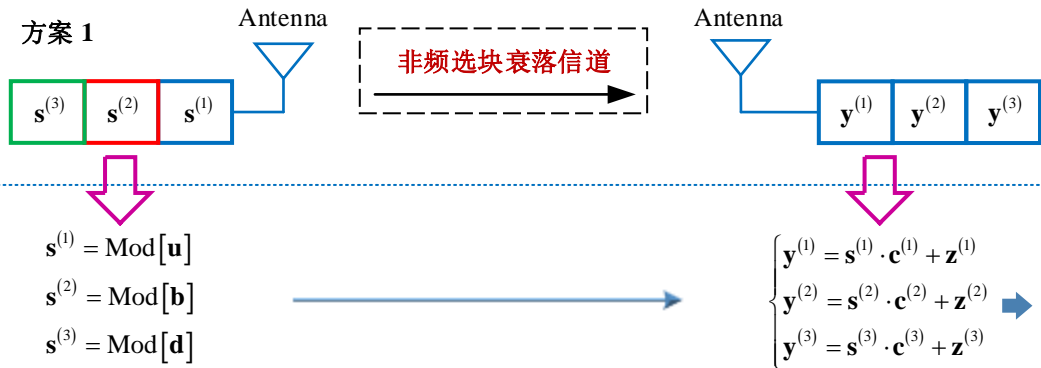 方案 1
Antenna
Antenna
非频选块衰落信道
s^(3) s^(2) s^(1)
y^(1) y^(2) y^(3)
s^(1) = Mod[u]
s^(2) = Mod[b]
s^(3) = Mod[d]
y^(1) = s^(1) · c^(1) + z^(1)
y^(2) = s^(2) · c^(2) + z^(2)
y^(3) = s^(3) · c^(3) + z^(3)